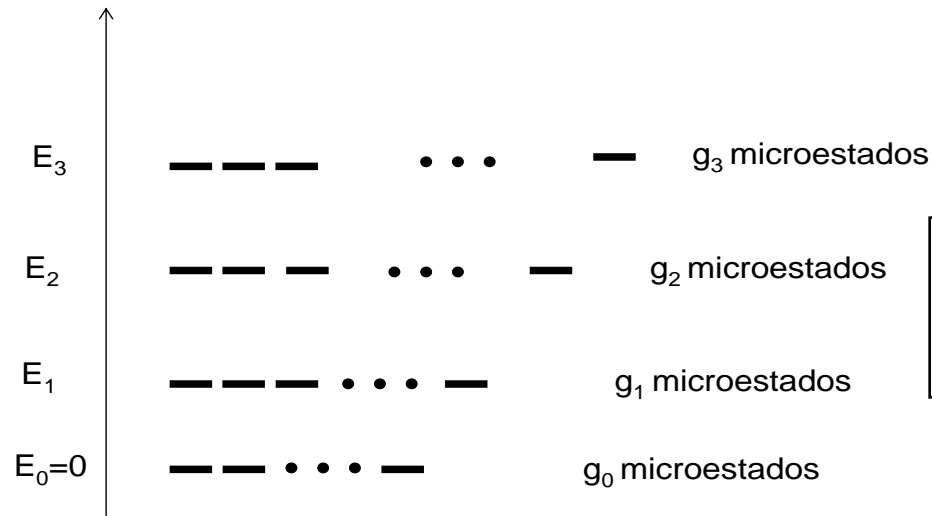 E₃ g₃ microestados
E₂ g₂ microestados
E₁ g₁ microestados
E₀=0 g₀ microestados